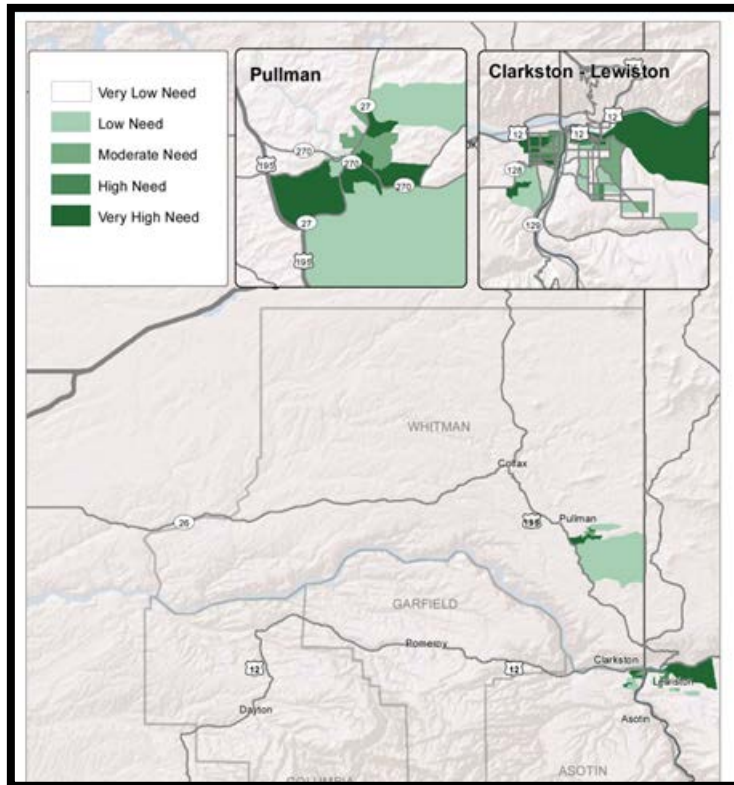 Very Low Need
Low Need
Moderate Need
High Need
Very High Need
Pullman
27
270
195
270
270
27
195
Clarkston - Lewiston
12
12
12
128
129
WHITMAN
Colfax
26
195
Pullman
GARFIELD
Pomeroy
12
12
Clarkston
Lewiston
Dayton
Asotin
COLUMBIA
ASOTIN